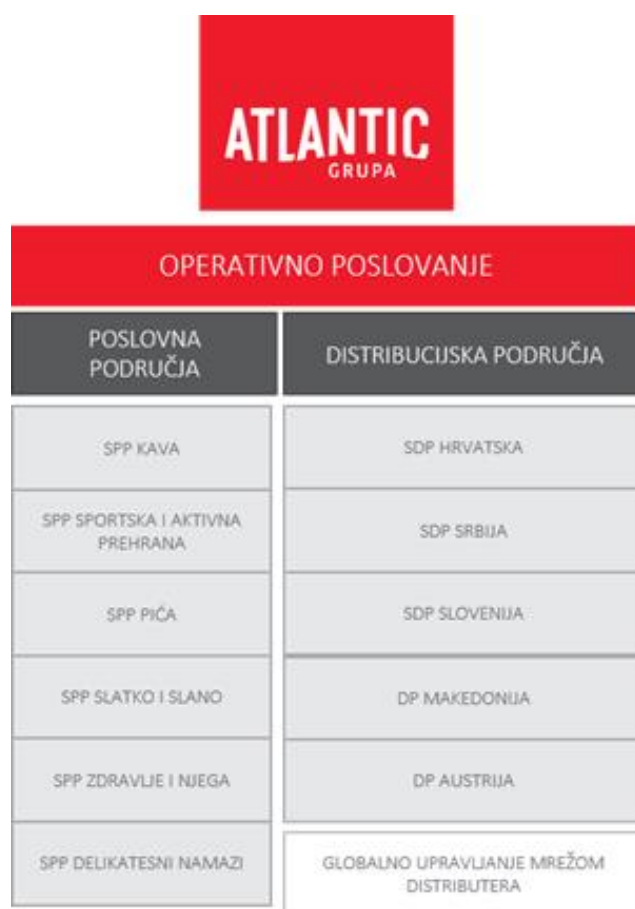 ATLANTIC
GRUPA
OPERATIVNO POSLOVANJE
POSLOVNA
PODRUČJA
DISTRIBUCIJSKA PODRUČJA
SPP KAVA
SDP HRVATSKA
SPP SPORTSKA I AKTIVNA
PREHRANA
SDP SRBIJA
SPP PIĆA
SDP SLOVENIJA
SPP SLATKO I SLANO
DP MAKEDONIJA
SPP ZDRAVLJE I NJEGA
DP AUSTRIJA
SPP DELIKATESNI NAMAZI
GLOBALNO UPRAVLJANJE MREŽOM
DISTRIBUTERA